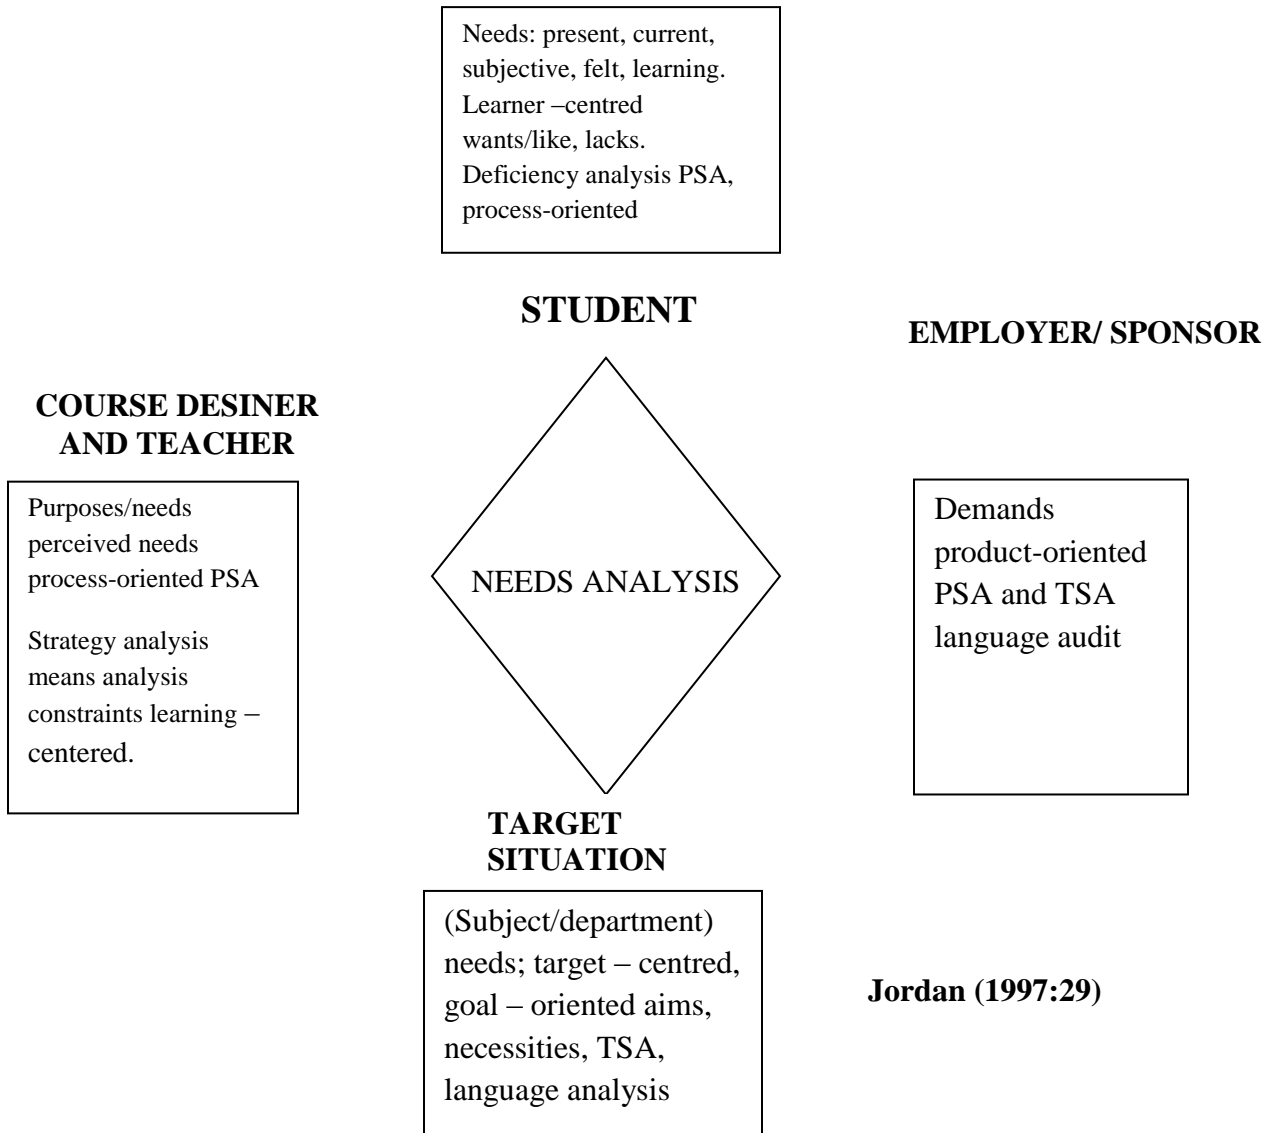 Needs: present, current,
subjective, felt, learning.
Learner –centred
wants/like, lacks.
Deficiency analysis PSA,
process-oriented
STUDENT
EMPLOYER/ SPONSOR
COURSE DESINER
AND TEACHER
Purposes/needs
perceived needs
process-oriented PSA
Strategy analysis
means analysis
constraints learning –
centered.
NEEDS ANALYSIS
Demands
product-oriented
PSA and TSA
language audit
TARGET
SITUATION
(Subject/department)
needs; target – centred,
goal – oriented aims,
necessities, TSA,
language analysis
Jordan (1997:29)